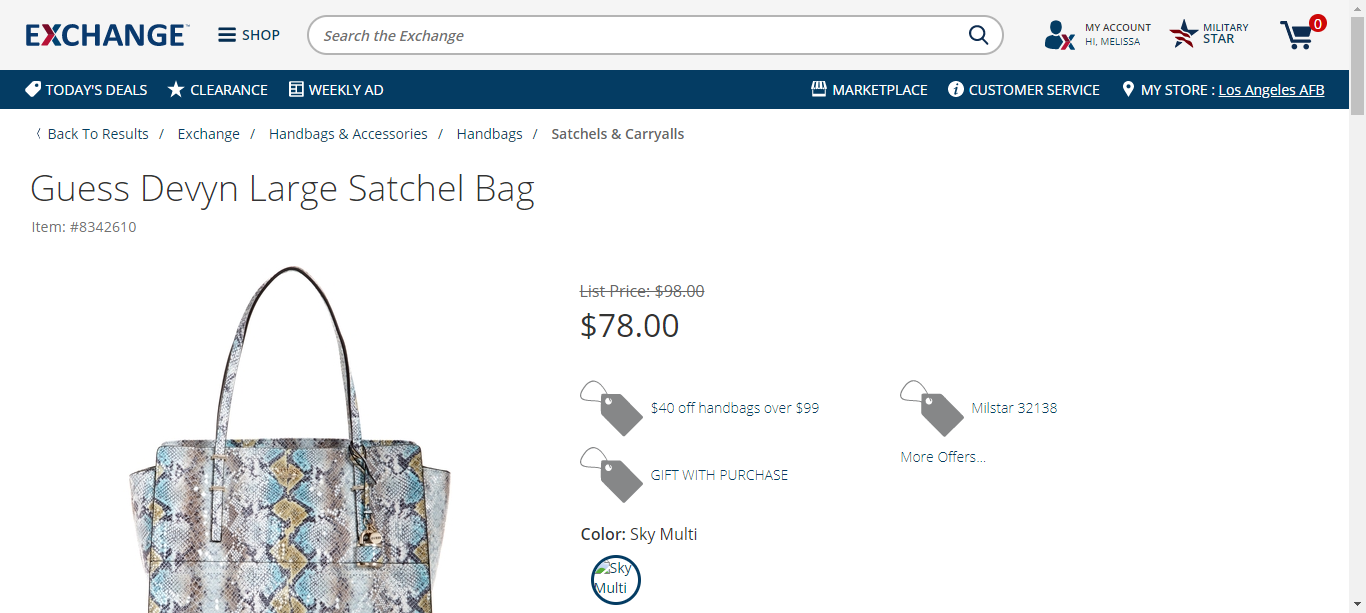 EXCHANGE
SHOP
Search the Exchange
MY ACCOUNT
HI, MELISSA
MILITARY
STAR
0
TODAY'S DEALS
CLEARANCE
WEEKLY AD
MARKETPLACE
CUSTOMER SERVICE
MY STORE : Los Angeles AFB
Back To Results / Exchange / Handbags & Accessories / Handbags / Satchels & Carryalls
Guess Devyn Large Satchel Bag
Item: #8342610
List Price: $98.00
$78.00
$40 off handbags over $99
Milstar 32138
GIFT WITH PURCHASE
More Offers...
Color: Sky Multi
Sky
Multi